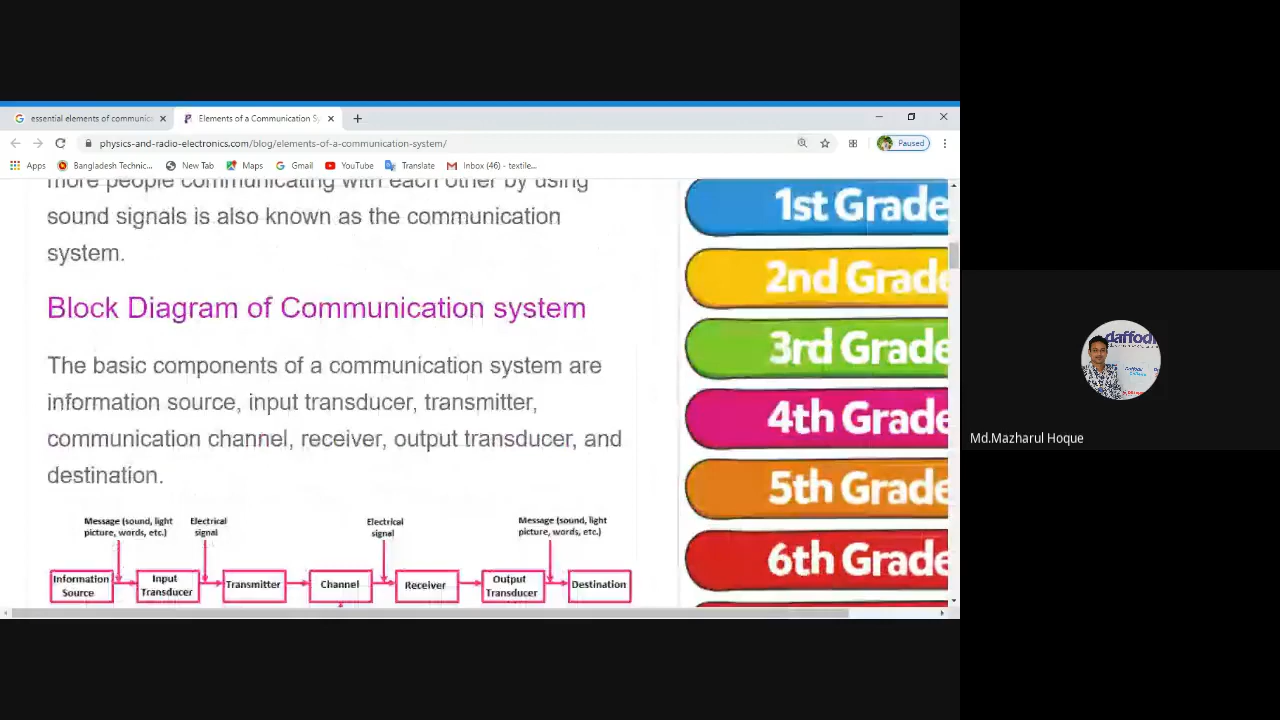 essential elements of communica
Elements of a Communication Sy
physics-and-radio-electronics.com/blog/elements-of-a-communication-system/
Paused
Apps
Bangladesh Technic...
New Tab
Maps
Gmail
YouTube
Translate
Inbox (46) - textile...
more people communicating with each other by using
sound signals is also known as the communication
system.
Block Diagram of Communication system
The basic components of a communication system are
information source, input transducer, transmitter,
communication channel, receiver, output transducer, and
destination.
Message (sound, light
picture, words, etc.)
Electrical
signal
Electrical
signal
Message (sound, light
picture, words, etc.)
Information
Source
Input
Transducer
Transmitter
Channel
Receiver
Output
Transducer
Destination
1st Grade
2nd Grade
3rd Grade
4th Grade
5th Grade
6th Grade
daffodi
Md.Mazharul Hoque